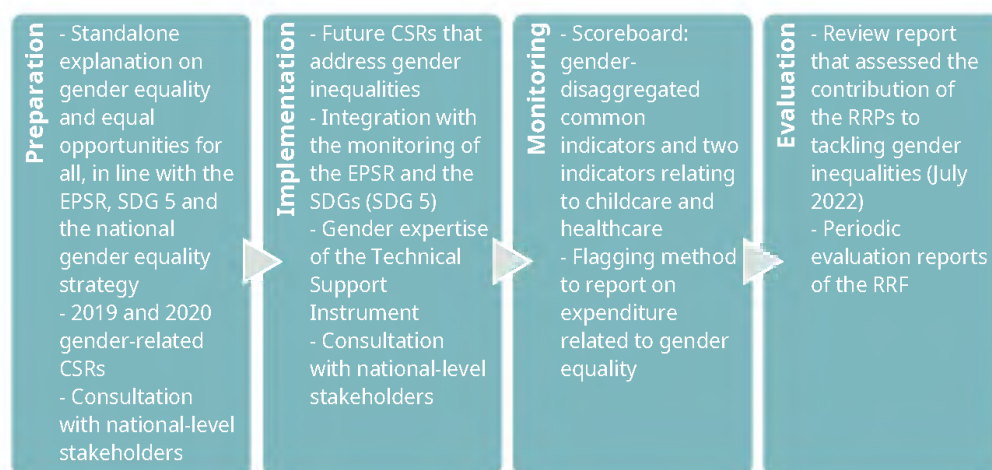 Preparation
- Standalone
explanation on
gender equality
and equal
opportunities for
all, in line with the
EPSR, SDG 5 and
the national
gender equality
strategy
- 2019 and 2020
gender-related
CSRs
- Consultation
with national-level
stakeholders
Implementation
- Future CSRs that
address gender
inequalities
- Integration with
the monitoring of
the EPSR and the
SDGs (SDG 5)
- Gender expertise
of the Technical
Support
Instrument
- Consultation
with national-level
stakeholders
Monitoring
- Scoreboard:
gender-
disaggregated
common
indicators and two
indicators relating
to childcare and
healthcare
- Flagging method
to report on
expenditure
related to gender
equality
Evaluation
- Review report
that assessed the
contribution of
the RRPs to
tackling gender
inequalities (July
2022)
- Periodic
evaluation reports
of the RRF